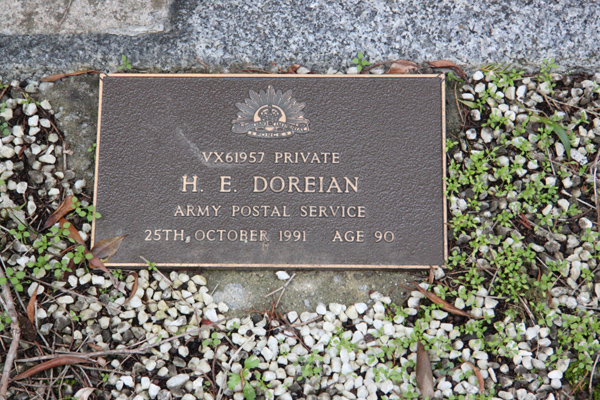 VX61957 PRIVATE
H. E. DOREIAN
ARMY POSTAL SERVICE
25TH, OCTOBER 1991 AGE 90